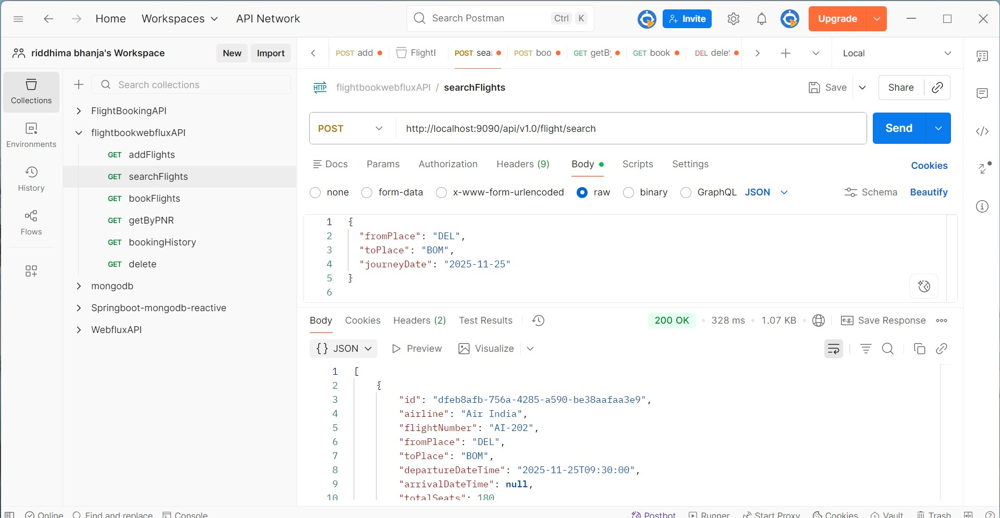 Home Workspaces API Network Search Postman Ctrl K Invite Upgrade
riddhima bhanja's Workspace New Import
POST add FlightB POST sea POST boo GET getBy GET book DEL dele Local
Collections
Environments
History
Flows
Search collections
FlightBookingAPI
flightbookwebfluxAPI
GET addFlights
GET searchFlights
GET bookFlights
GET getByPNR
GET bookingHistory
GET delete
mongodb
Springboot-mongodb-reactive
WebfluxAPI
HTTP flightbookwebfluxAPI / searchFlights Save Share
POST http://localhost:9090/api/v1.0/flight/search Send
Docs Params Authorization Headers (9) Body Scripts Settings Cookies
none form-data x-www-form-urlencoded raw binary GraphQL JSON Schema Beautify
1 {
2 "fromPlace": "DEL",
3 "toPlace": "BOM",
4 "journeyDate": "2025-11-25"
5 }
6
Body Cookies Headers (2) Test Results 200 OK • 328 ms • 1.07 KB • e.g. Save Response
{} JSON Preview Visualize
1 [
2 {
3 "id": "dfeb8afb-756a-4285-a590-be38aafaa3e9",
4 "airline": "Air India",
5 "flightNumber": "AI-202",
6 "fromPlace": "DEL",
7 "toPlace": "BOM",
8 "departureDateTime": "2025-11-25T09:30:00",
9 "arrivalDateTime": null,
10 "totalSeats": 180
Online Find and replace Console Postbot Runner Start Proxy Cookies Vault Trash